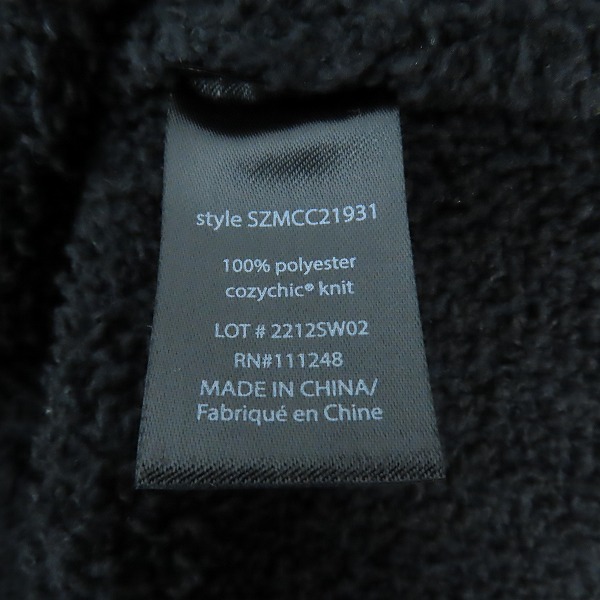 style SZMCC21931
100% polyester
cozychic® knit
LOT # 2212SW02
RN#111248
MADE IN CHINA/
Fabriqué en Chine